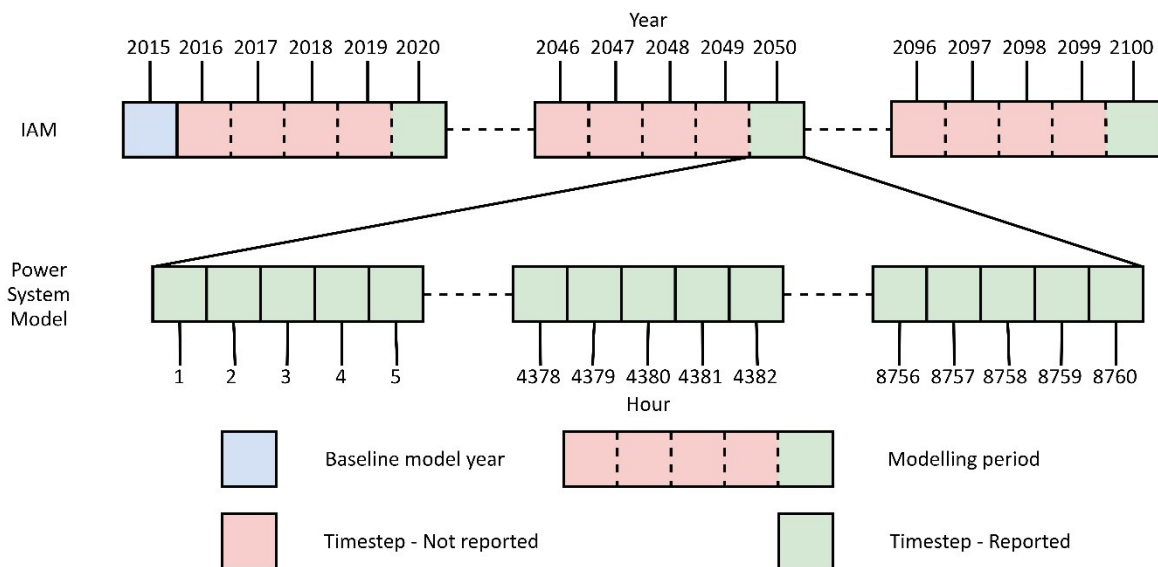 Year
2015 2016 2017 2018 2019 2020 2046 2047 2048 2049 2050 2096 2097 2098 2099 2100
IAM
Power
System
Model
1 2 3 4 5 4378 4379 4380 4381 4382 8756 8757 8758 8759 8760
Hour
Baseline model year Modelling period
Timestep - Not reported Timestep - Reported